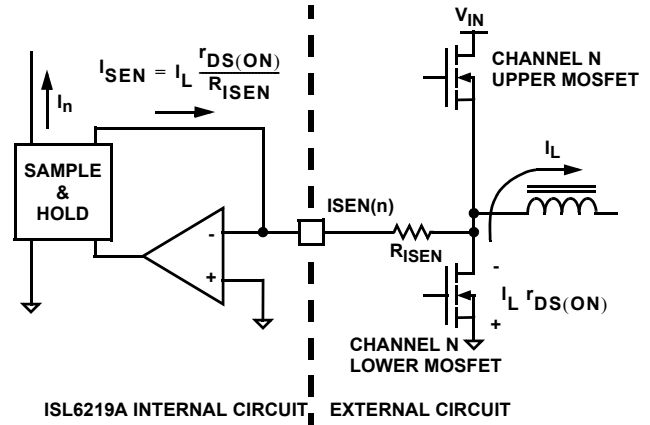 V_IN
CHANNEL N
UPPER MOSFET
I_SEN = I_L r_DS(ON) / R_ISEN
I_n
I_L
SAMPLE
&
HOLD
ISEN(n)
-
+
R_ISEN
-
I_L r_DS(ON)
+
CHANNEL N
LOWER MOSFET
ISL6219A INTERNAL CIRCUIT
EXTERNAL CIRCUIT